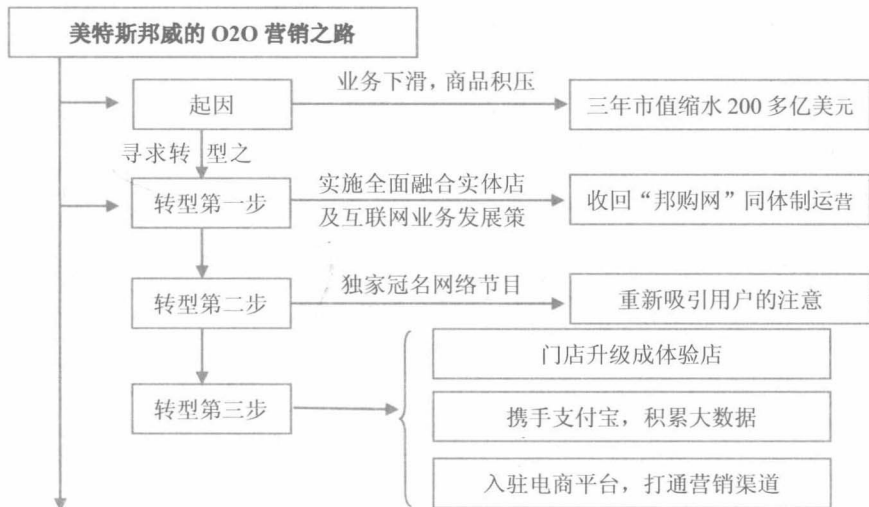 美特斯邦威的 O2O 营销之路
业务下滑，商品积压
起因
三年市值缩水 200 多亿美元
寻求转 型之
实施全面融合实体店
转型第一步
收回“邦购网”同体制运营
及互联网业务发展策
独家冠名网络节目
转型第二步
重新吸引用户的注意
门店升级成体验店
转型第三步
携手支付宝，积累大数据
入驻电商平台，打通营销渠道